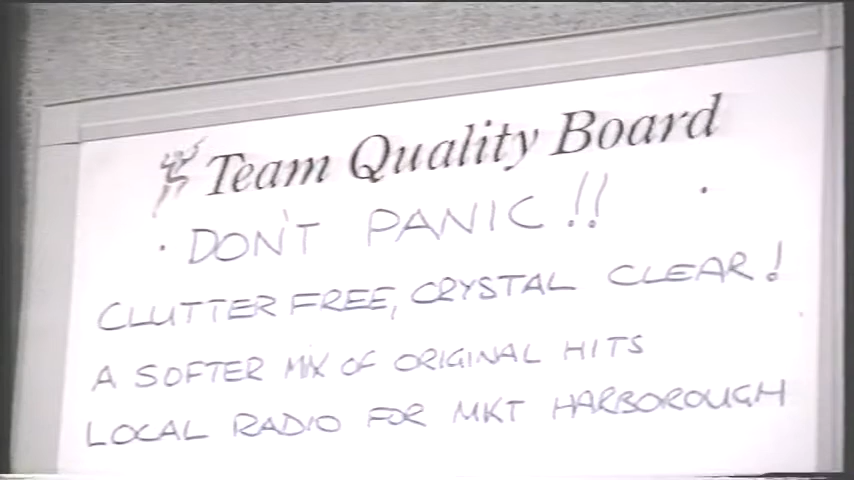 Team Quality Board
· DON'T PANIC!! ·
CLUTTER FREE, CRYSTAL CLEAR!
A SOFTER MIX OF ORIGINAL HITS
LOCAL RADIO FOR MKT HARBOROUGH